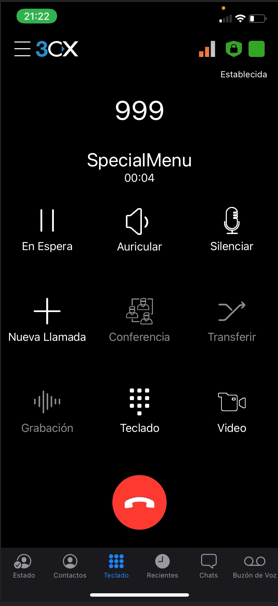 21:22
3CX
Establecida
999
SpecialMenu
00:04
En Espera Auricular Silenciar
Nueva Llamada Conferencia Transferir
Grabación Teclado Video
Estado Contactos Teclado Recientes Chats Buzón de Voz